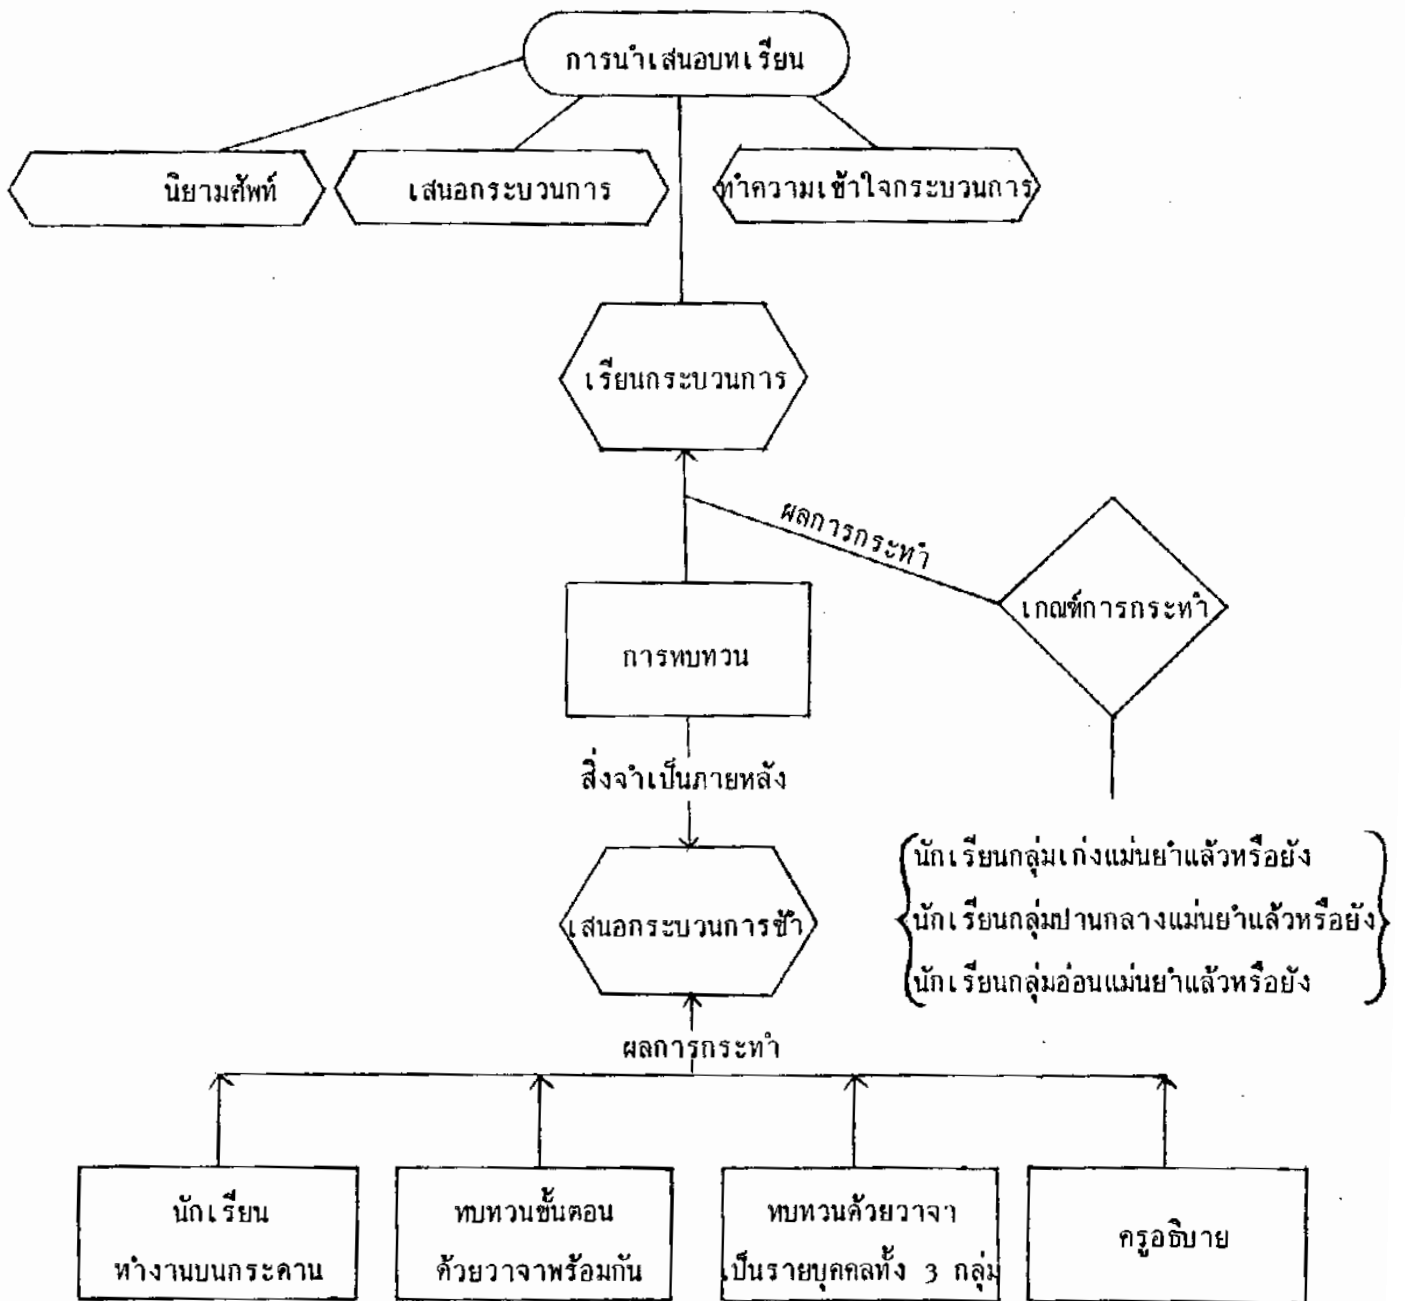 การนำเสนอบทเรียน
นิยามศัพท์
เสนอกระบวนการ
ทำความเข้าใจกระบวนการ
เรียนกระบวนการ
ผลการกระทำ
เกณฑ์การกระทำ
การทบทวน
สิ่งจำเป็นภายหลัง
เสนอกระบวนการซ้ำ
นักเรียนกลุ่มเก่งแม่นยำแล้วหรือยัง
นักเรียนกลุ่มปานกลางแม่นยำแล้วหรือยัง
นักเรียนกลุ่มอ่อนแม่นยำแล้วหรือยัง
ผลการกระทำ
นักเรียน
ทำงานบนกระดาน
ทบทวนขั้นตอน
ด้วยวาจาพร้อมกัน
ทบทวนด้วยวาจา
เป็นรายบุคคลทั้ง 3 กลุ่ม
ครูอธิบาย